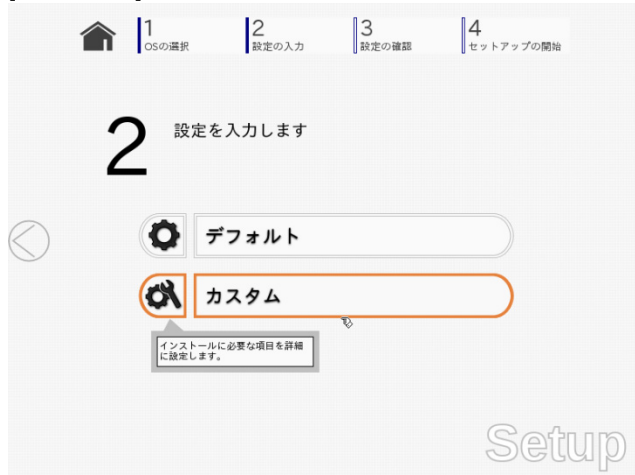 1
OSの選択
2
設定の入力
3
設定の確認
4
セットアップの開始
2
設定を入力します
デフォルト
カスタム
インストールに必要な項目を詳細
に設定します。
Setup